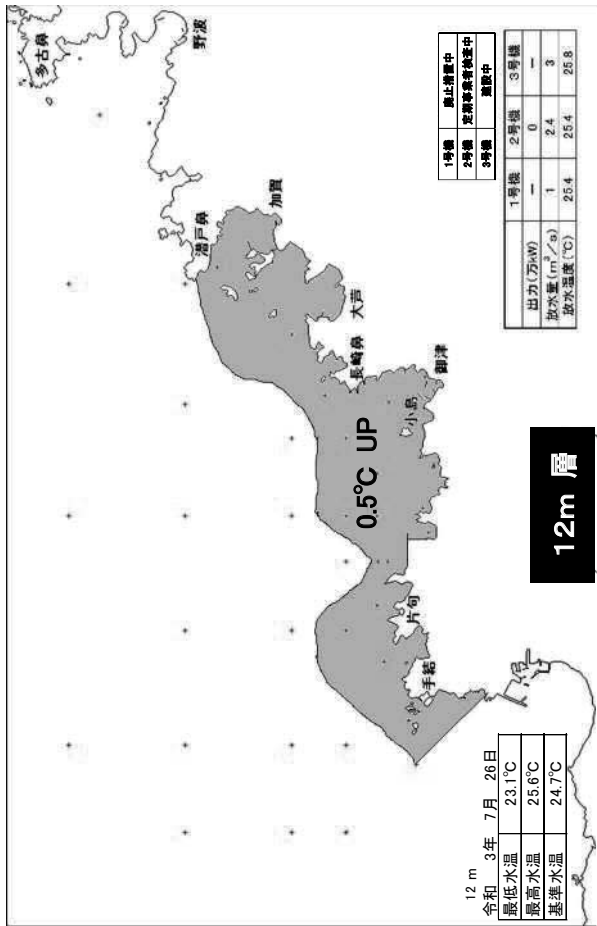 多古鼻
野波
潜戸鼻
加賀
大芦
長崎鼻
御津
小島
0.5℃ UP
片句
手結
12m 層
1号機 廃止措置中
2号機 定期事業者検査中
3号機 建設中
1号機 2号機 3号機
出力(万kW) － 0 －
放水量(m³/s) 1 2.4 3
放水温度(℃) 25.4 25.4 25.8
12 m
令和 3年 7月 26日
最低水温 23.1℃
最高水温 25.6℃
基準水温 24.7℃